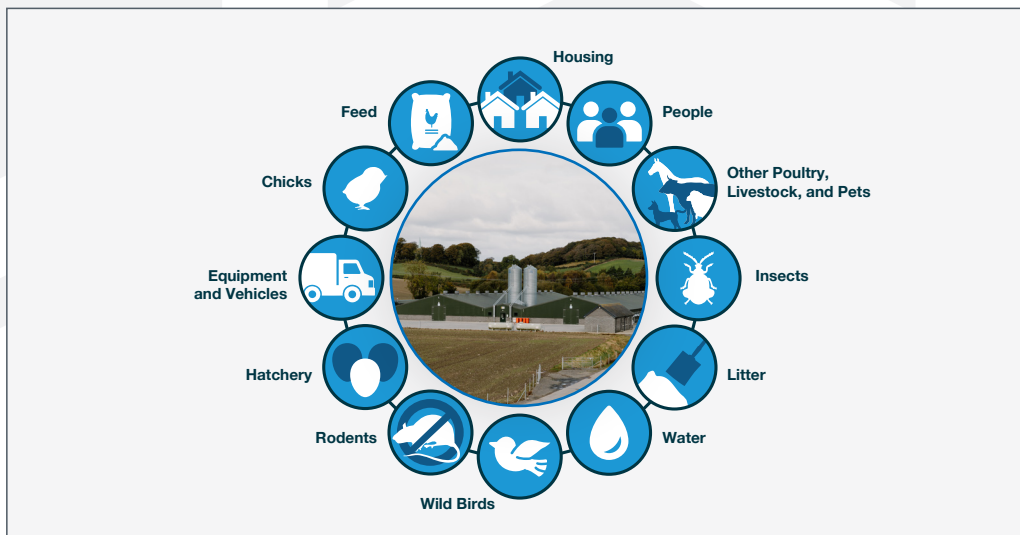 Housing
People
Other Poultry,
Livestock, and Pets
Insects
Litter
Water
Wild Birds
Rodents
Hatchery
Equipment
and Vehicles
Chicks
Feed